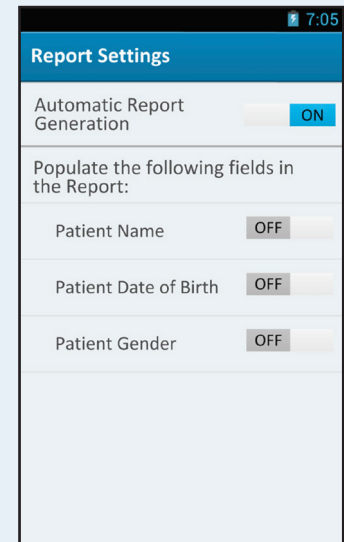 7:05
Report Settings
Automatic Report
Generation
ON
Populate the following fields in
the Report:
Patient Name
OFF
Patient Date of Birth
OFF
Patient Gender
OFF